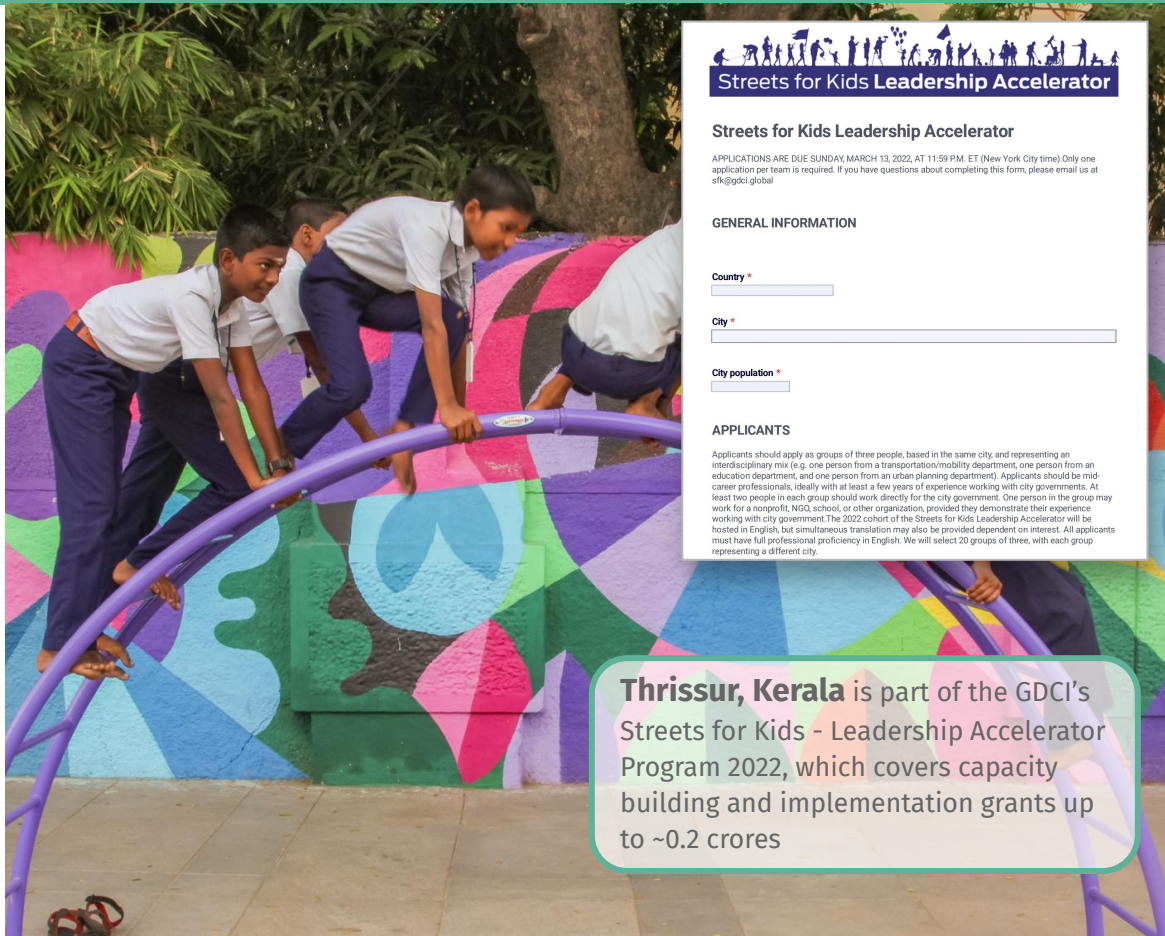 Streets for Kids Leadership Accelerator
Streets for Kids Leadership Accelerator
APPLICATIONS ARE DUE SUNDAY, MARCH 13, 2022, AT 11:59 P.M. ET (New York City time).Only one
application per team is required. If you have questions about completing this form, please email us at
sfk@gdci.global
GENERAL INFORMATION
Country *
City *
City population *
APPLICANTS
Applicants should apply as groups of three people, based in the same city, and representing an
interdisciplinary mix (e.g. one person from a transportation/mobility department, one person from an
education department, and one person from an urban planning department). Applicants should be mid-
career professionals, ideally with at least a few years of experience working with city governments. At
least two people in each group should work directly for the city government. One person in the group may
work for a nonprofit, NGO, school, or other organization, provided they demonstrate their experience
working with city government.The 2022 cohort of the Streets for Kids Leadership Accelerator will be
hosted in English, but simultaneous translation may also be provided dependent on interest. All applicants
must have full professional proficiency in English. We will select 20 groups of three, with each group
representing a different city.
Thrissur, Kerala is part of the GDCI’s
Streets for Kids - Leadership Accelerator
Program 2022, which covers capacity
building and implementation grants up
to ~0.2 crores